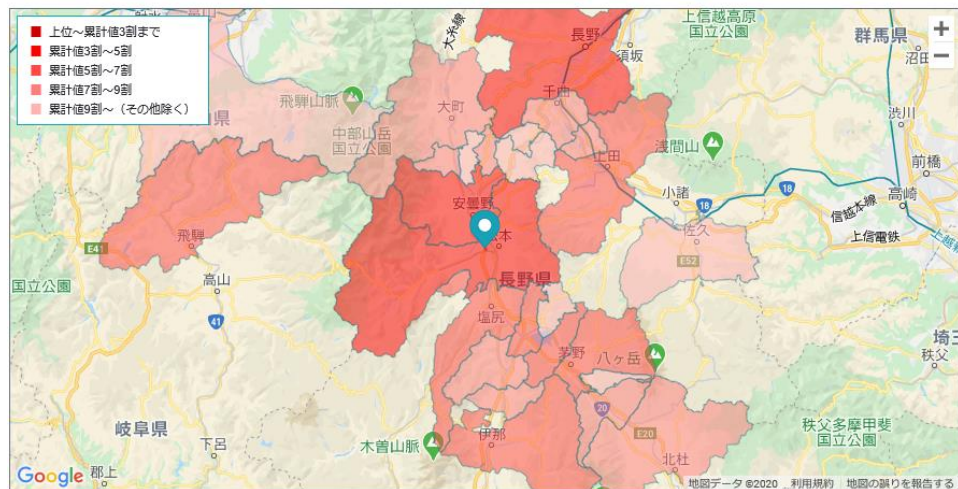 上位～累計値3割まで
累計値3割～5割
累計値5割～7割
累計値7割～9割
累計値9割～（その他除く）
大糸線
長野
須坂
上信越高原
国立公園
群馬県
沼田
飛騨山脈
大町
千曲
渋川
中部山岳
国立公園
上田
浅間山
前橋
小諸
18
18
高崎
信越本線
安曇野
佐久
上信電鉄
E41
飛騨
E52
国立公園
高山
長野県
41
塩尻
茅野
八ヶ岳
秩父
20
岐阜県
伊那
E20
秩父多摩甲斐
国立公園
下呂
木曽山脈
北杜
郡上
Google
地図データ ©2020 利用規約 地図の誤りを報告する